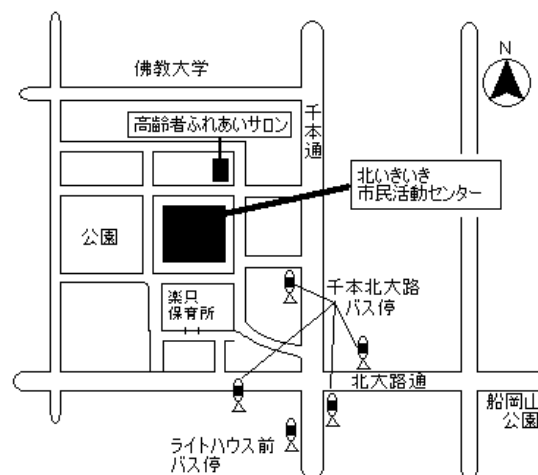 佛教大学
N
千本通
高齢者ふれあいサロン
北いきいき
市民活動センター
公園
楽只
保育所
千本北大路
バス停
北大路通
船岡山
公園
ライトハウス前
バス停